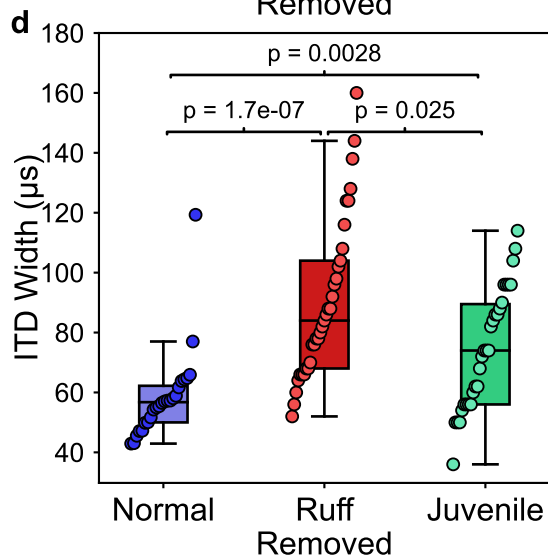 Removed
d
180
p = 0.0028
160
p = 1.7e-07 p = 0.025
140
120
100
80
60
40
ITD Width (μs)
Normal Ruff Juvenile
Removed